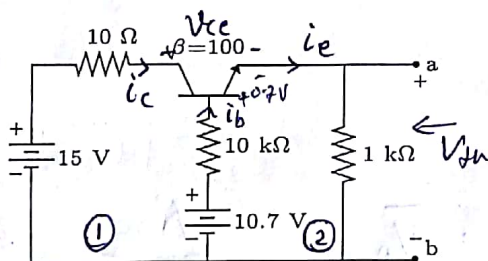 Vce
10 Ω β=100 ie a
+ -
ic + - 0.7V +
ib
+ 15 V - 10 kΩ 1 kΩ Vth
+ 10.7 V -
① ② - b